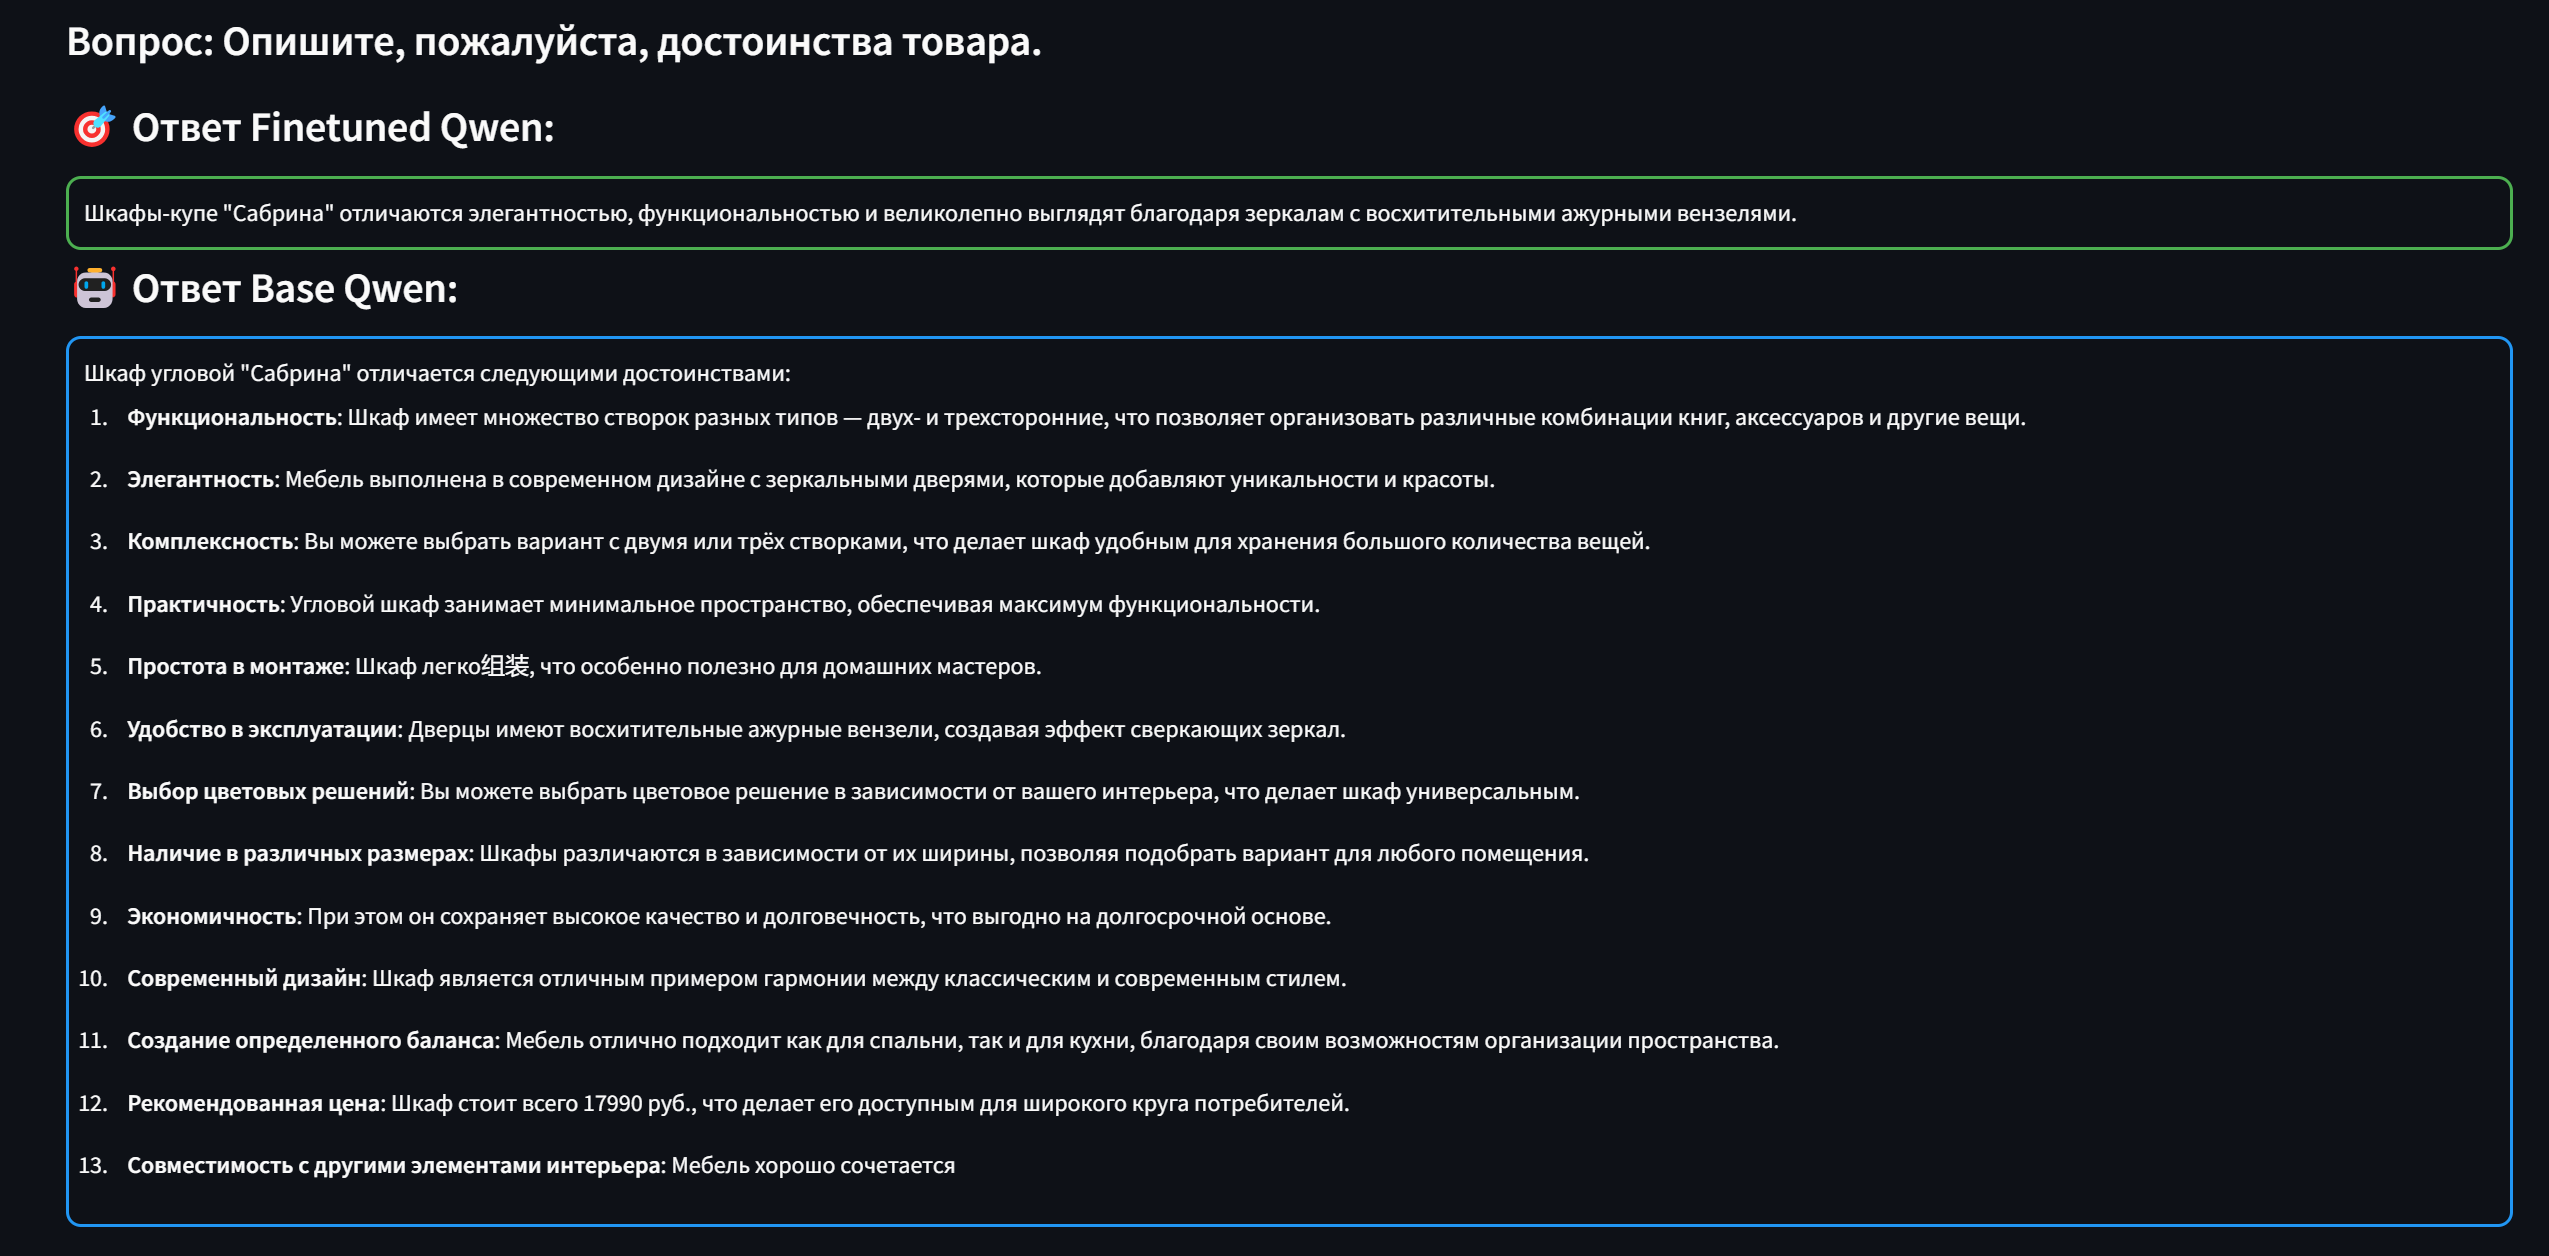 Вопрос: Опишите, пожалуйста, достоинства товара.
🎯 Ответ Finetuned Qwen:
Шкафы-купе "Сабрина" отличаются элегантностью, функциональностью и великолепно выглядят благодаря зеркалам с восхитительными ажурными вензелями.
🤖 Ответ Base Qwen:
Шкаф угловой "Сабрина" отличается следующими достоинствами:
1. Функциональность: Шкаф имеет множество створок разных типов — двух- и трехсторонние, что позволяет организовать различные комбинации книг, аксессуаров и другие вещи.
2. Элегантность: Мебель выполнена в современном дизайне с зеркальными дверями, которые добавляют уникальности и красоты.
3. Комплексность: Вы можете выбрать вариант с двумя или трёх створками, что делает шкаф удобным для хранения большого количества вещей.
4. Практичность: Угловой шкаф занимает минимальное пространство, обеспечивая максимум функциональности.
5. Простота в монтаже: Шкаф легко组装, что особенно полезно для домашних мастеров.
6. Удобство в эксплуатации: Дверцы имеют восхитительные ажурные вензели, создавая эффект сверкающих зеркал.
7. Выбор цветовых решений: Вы можете выбрать цветовое решение в зависимости от вашего интерьера, что делает шкаф универсальным.
8. Наличие в различных размерах: Шкафы различаются в зависимости от их ширины, позволяя подобрать вариант для любого помещения.
9. Экономичность: При этом он сохраняет высокое качество и долговечность, что выгодно на долгосрочной основе.
10. Современный дизайн: Шкаф является отличным примером гармонии между классическим и современным стилем.
11. Создание определенного баланса: Мебель отлично подходит как для спальни, так и для кухни, благодаря своим возможностям организации пространства.
12. Рекомендованная цена: Шкаф стоит всего 17990 руб., что делает его доступным для широкого круга потребителей.
13. Совместимость с другими элементами интерьера: Мебель хорошо сочетается